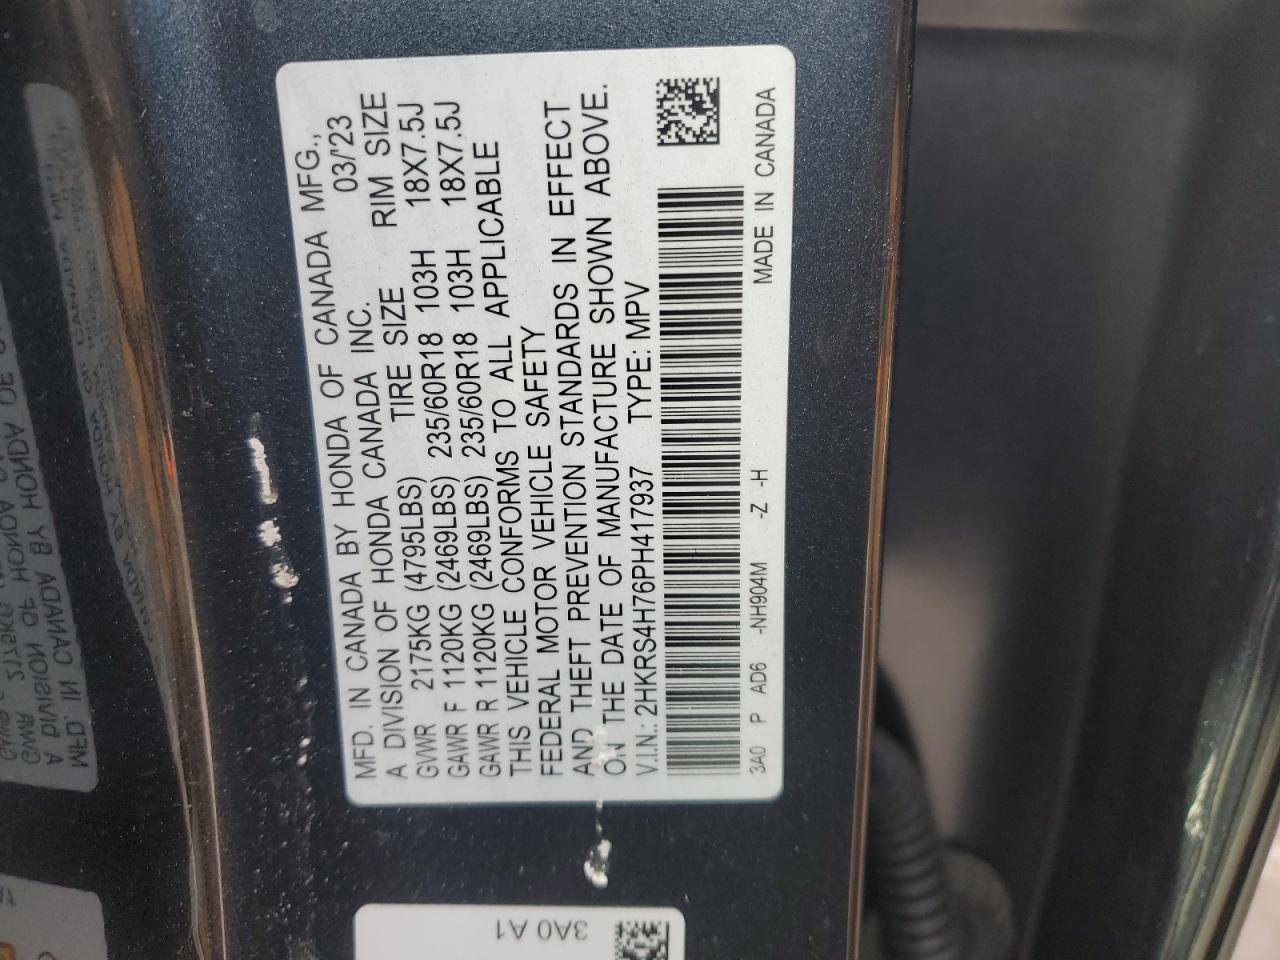 MFD. IN CANADA BY HONDA OF CANADA MFG.,
A DIVISION OF HONDA CANADA INC. 03/'23
GVWR 2175KG (4795LBS) TIRE SIZE RIM SIZE
GAWR F 1120KG (2469LBS) 235/60R18 103H 18X7.5J
GAWR R 1120KG (2469LBS) 235/60R18 103H 18X7.5J
THIS VEHICLE CONFORMS TO ALL APPLICABLE
FEDERAL MOTOR VEHICLE SAFETY
AND THEFT PREVENTION STANDARDS IN EFFECT
ON THE DATE OF MANUFACTURE SHOWN ABOVE.
V.I.N.: 2HKRS4H76PH417937 TYPE: MPV
3A0 P AD6 -NH904M -Z -H MADE IN CANADA
3A0 A1